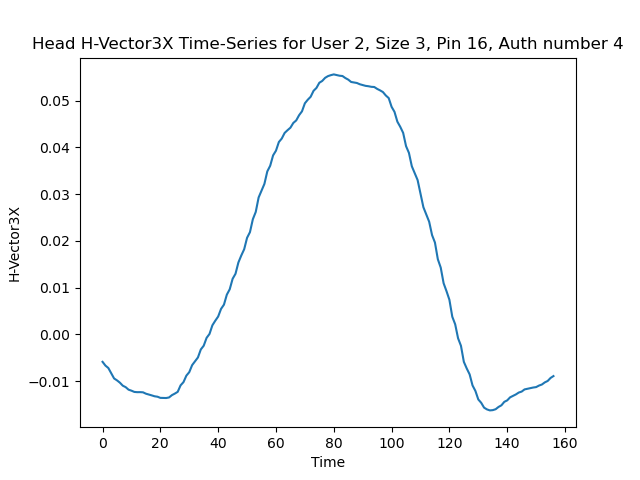 Head H-Vector3X Time-Series for User 2, Size 3, Pin 16, Auth number 4
H-Vector3X
0.05
0.04
0.03
0.02
0.01
0.00
−0.01
0 20 40 60 80 100 120 140 160
Time